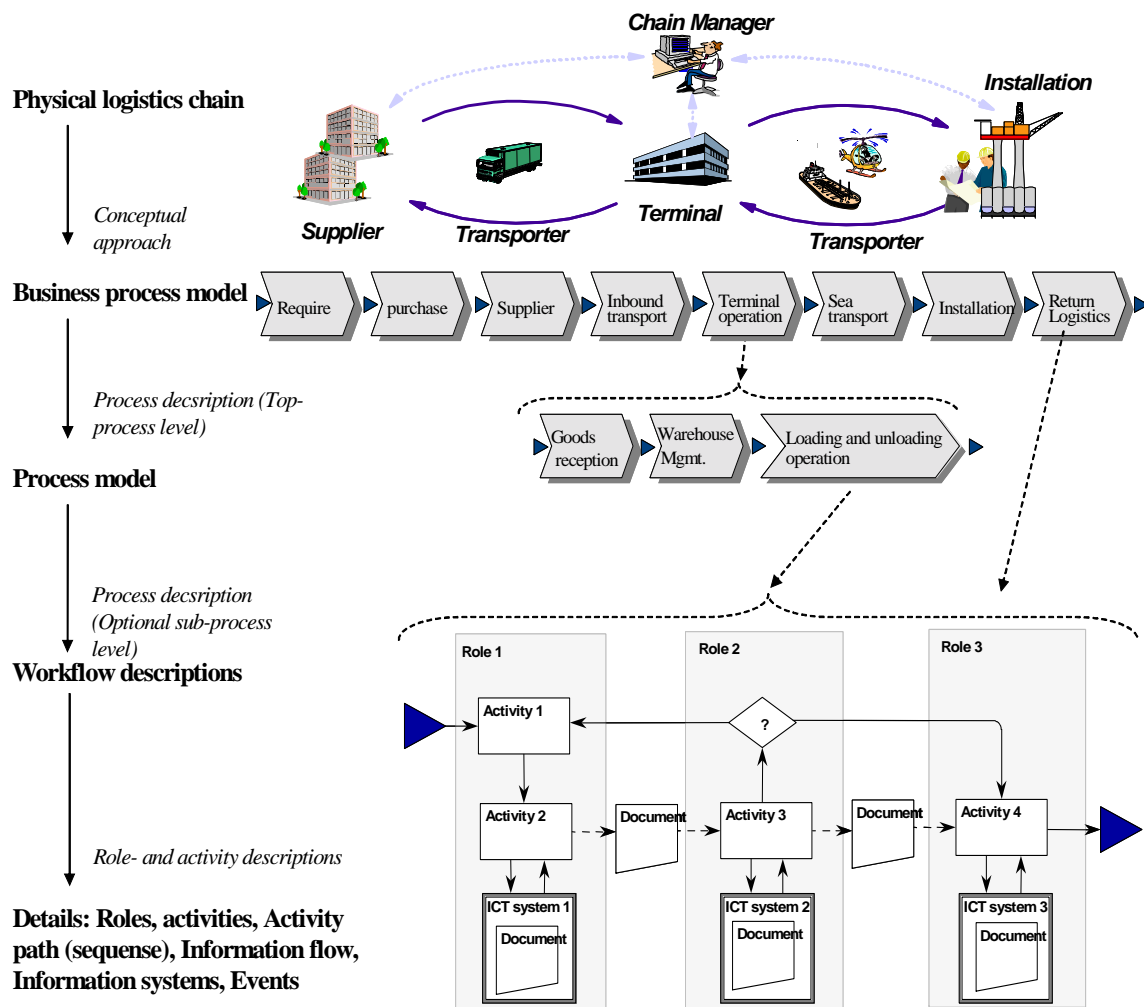 Chain Manager
Installation
Physical logistics chain
Supplier
Transporter
Terminal
Transporter
Conceptual
approach
Business process model
Require
purchase
Supplier
Inbound
transport
Terminal
operation
Sea
transport
Installation
Return
Logistics
Process decsription (Top-
process level)
Goods
reception
Warehouse
Mgmt.
Loading and unloading
operation
Process model
Process decsription
(Optional sub-process
level)
Workflow descriptions
Role 1
Role 2
Role 3
Activity 1
?
Activity 2
Document
Activity 3
Document
Activity 4
Role- and activity descriptions
ICT system 1
Document
ICT system 2
Document
ICT system 3
Document
Details: Roles, activities, Activity
path (sequense), Information flow,
Information systems, Events